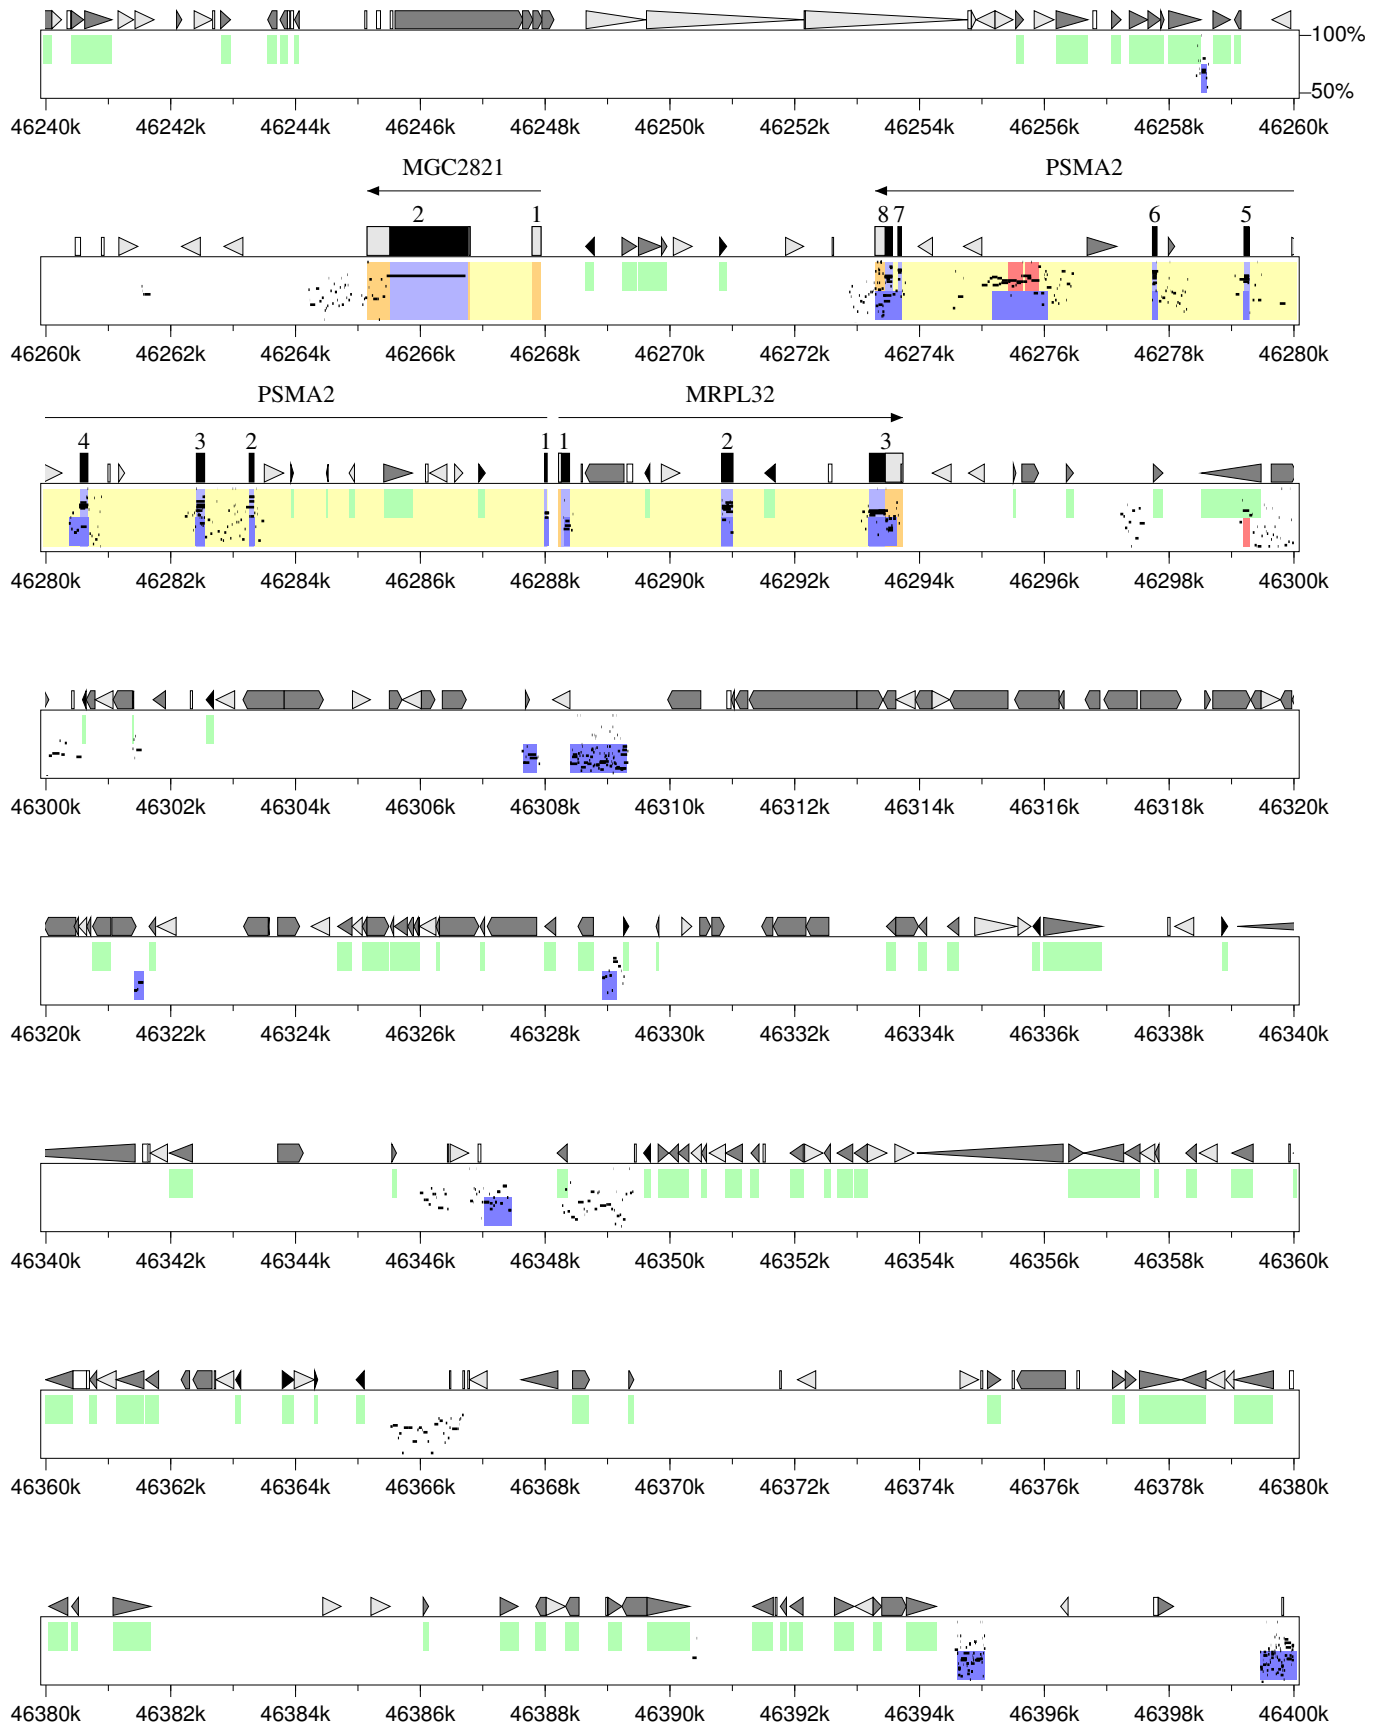 100%
50%
46240k 46242k 46244k 46246k 46248k 46250k 46252k 46254k 46256k 46258k 46260k
MGC2821 PSMA2
2 1 8 7 6 5
46260k 46262k 46264k 46266k 46268k 46270k 46272k 46274k 46276k 46278k 46280k
PSMA2 MRPL32
4 3 2 1 1 2 3
46280k 46282k 46284k 46286k 46288k 46290k 46292k 46294k 46296k 46298k 46300k
46300k 46302k 46304k 46306k 46308k 46310k 46312k 46314k 46316k 46318k 46320k
46320k 46322k 46324k 46326k 46328k 46330k 46332k 46334k 46336k 46338k 46340k
46340k 46342k 46344k 46346k 46348k 46350k 46352k 46354k 46356k 46358k 46360k
46360k 46362k 46364k 46366k 46368k 46370k 46372k 46374k 46376k 46378k 46380k
46380k 46382k 46384k 46386k 46388k 46390k 46392k 46394k 46396k 46398k 46400k